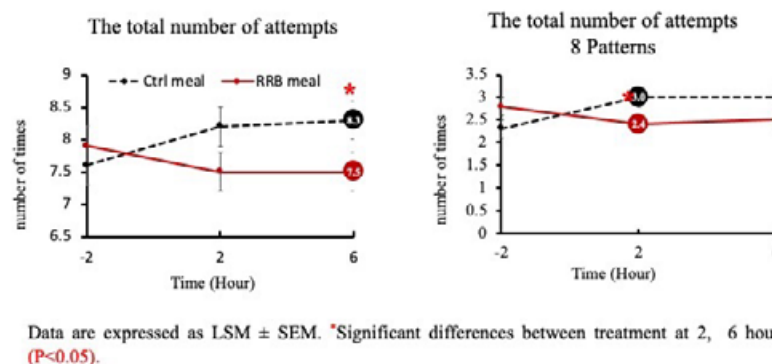 The total number of attempts
9
8.5
8
7.5
7
6.5
Ctrl meal
RRB meal
*
8.3
7.5
number of times
-2
2
6
Time (Hour)
The total number of attempts
8 Patterns
3.5
3
2.5
2
1.5
1
0.5
0
*
3.0
2.4
number of times
-2
2
Time (Hour)
Data are expressed as LSM ± SEM. *Significant differences between treatment at 2, 6 hou
(P<0.05).